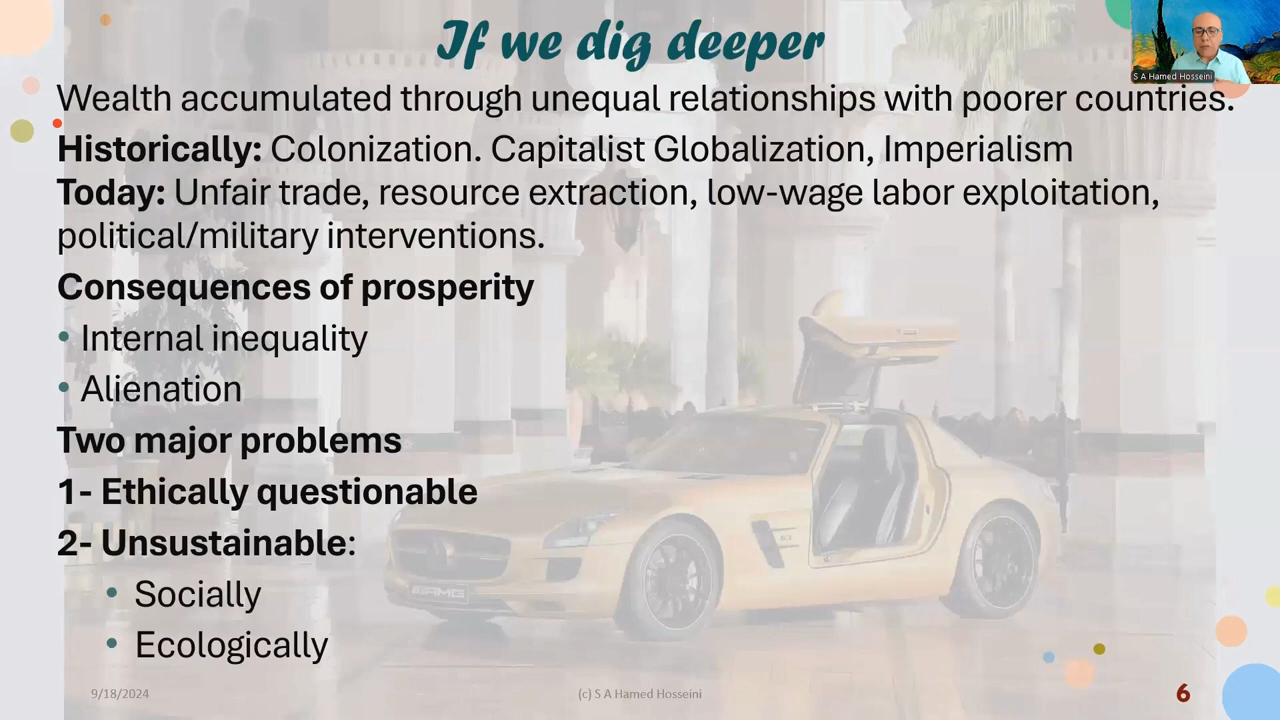 If we dig deeper
S A Hamed Hosseini
Wealth accumulated through unequal relationships with poorer countries.
Historically: Colonization. Capitalist Globalization, Imperialism
Today: Unfair trade, resource extraction, low-wage labor exploitation,
political/military interventions.
Consequences of prosperity
• Internal inequality
• Alienation
Two major problems
1- Ethically questionable
2- Unsustainable:
• Socially
• Ecologically
AMG
9/18/2024
(c) S A Hamed Hosseini
6